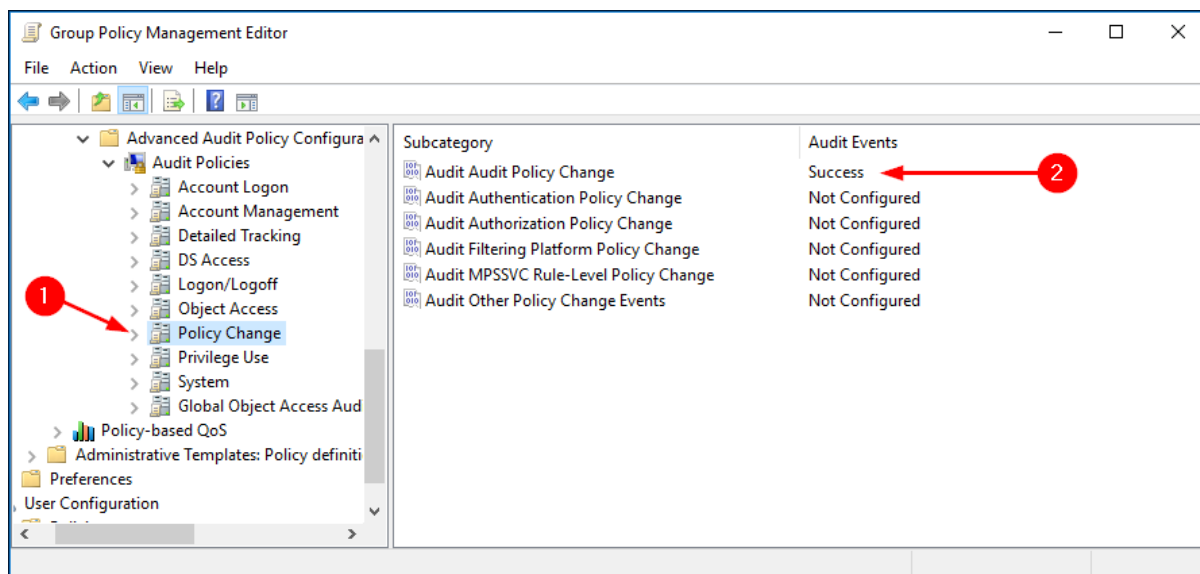 Group Policy Management Editor
File Action View Help
Advanced Audit Policy Configura
Audit Policies
Account Logon
Account Management
Detailed Tracking
DS Access
Logon/Logoff
Object Access
Policy Change
Privilege Use
System
Global Object Access Aud
Policy-based QoS
Administrative Templates: Policy definiti
Preferences
User Configuration
1
Subcategory Audit Events
Audit Audit Policy Change Success
Audit Authentication Policy Change Not Configured
Audit Authorization Policy Change Not Configured
Audit Filtering Platform Policy Change Not Configured
Audit MPSSVC Rule-Level Policy Change Not Configured
Audit Other Policy Change Events Not Configured
2